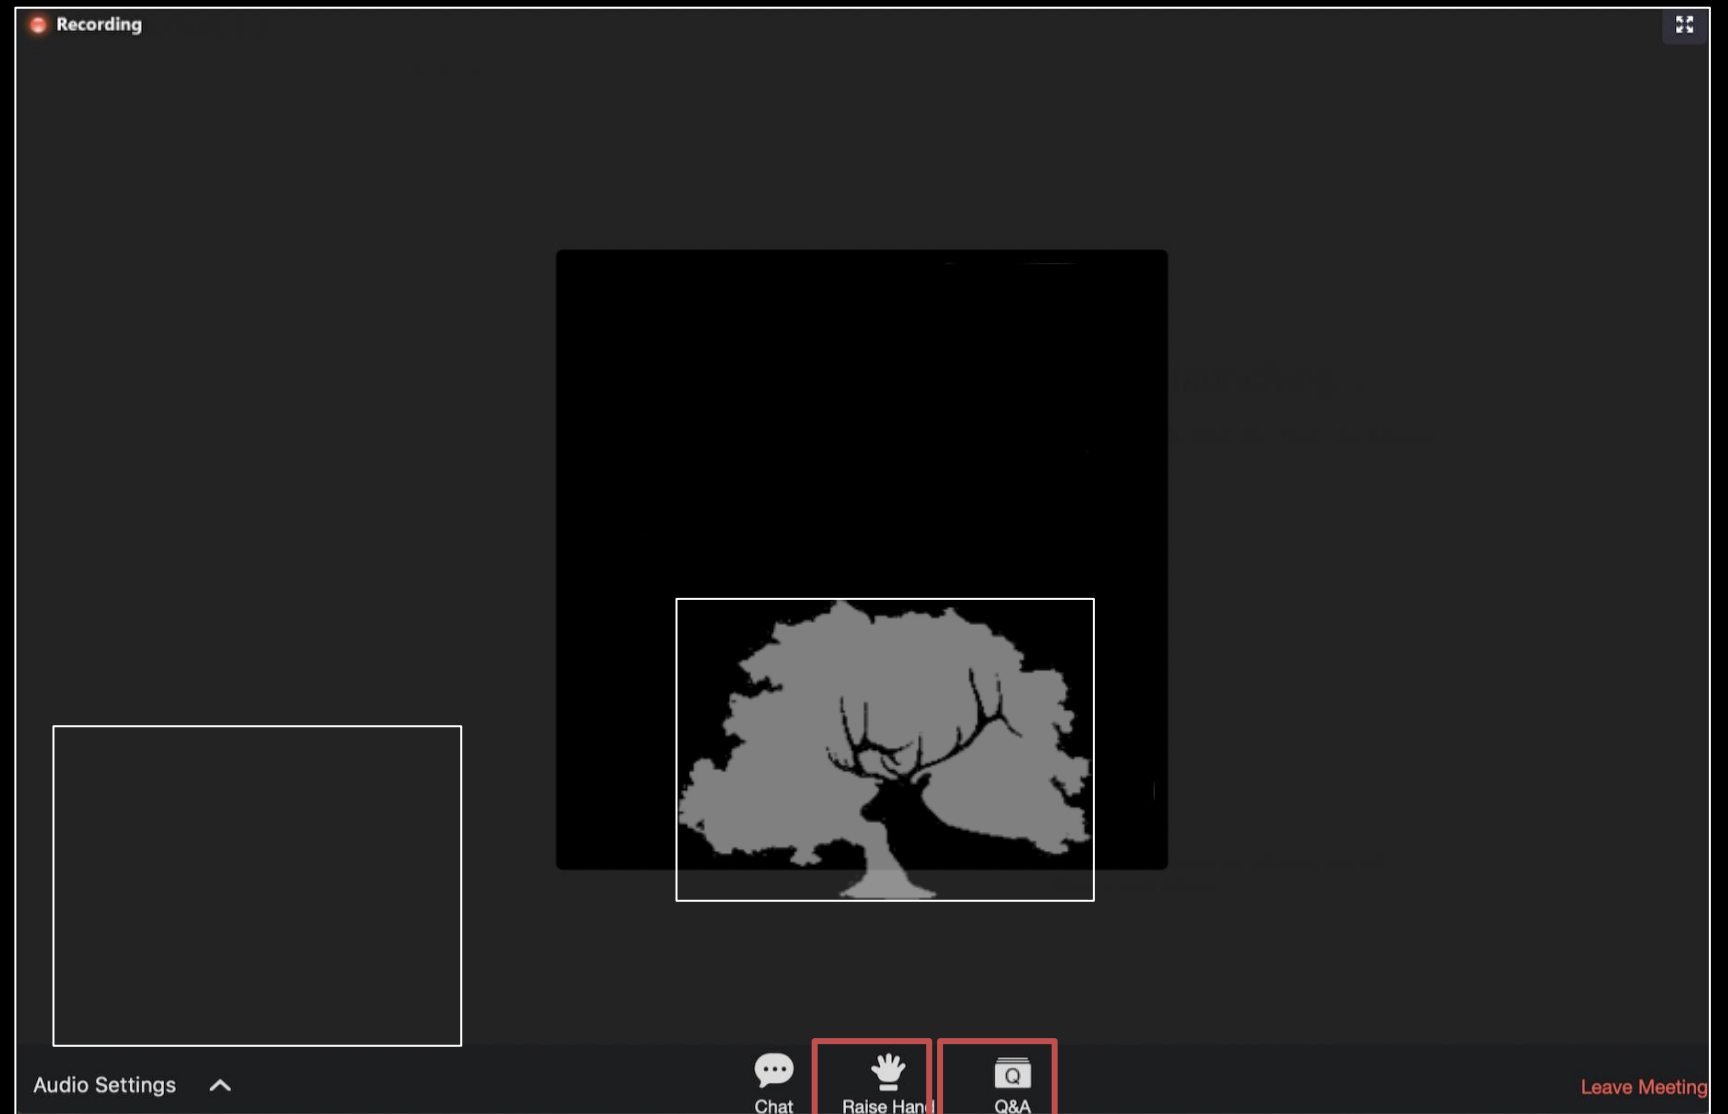 Recording
Audio Settings
Chat
Raise Hand
Q
Q&A
Leave Meeting